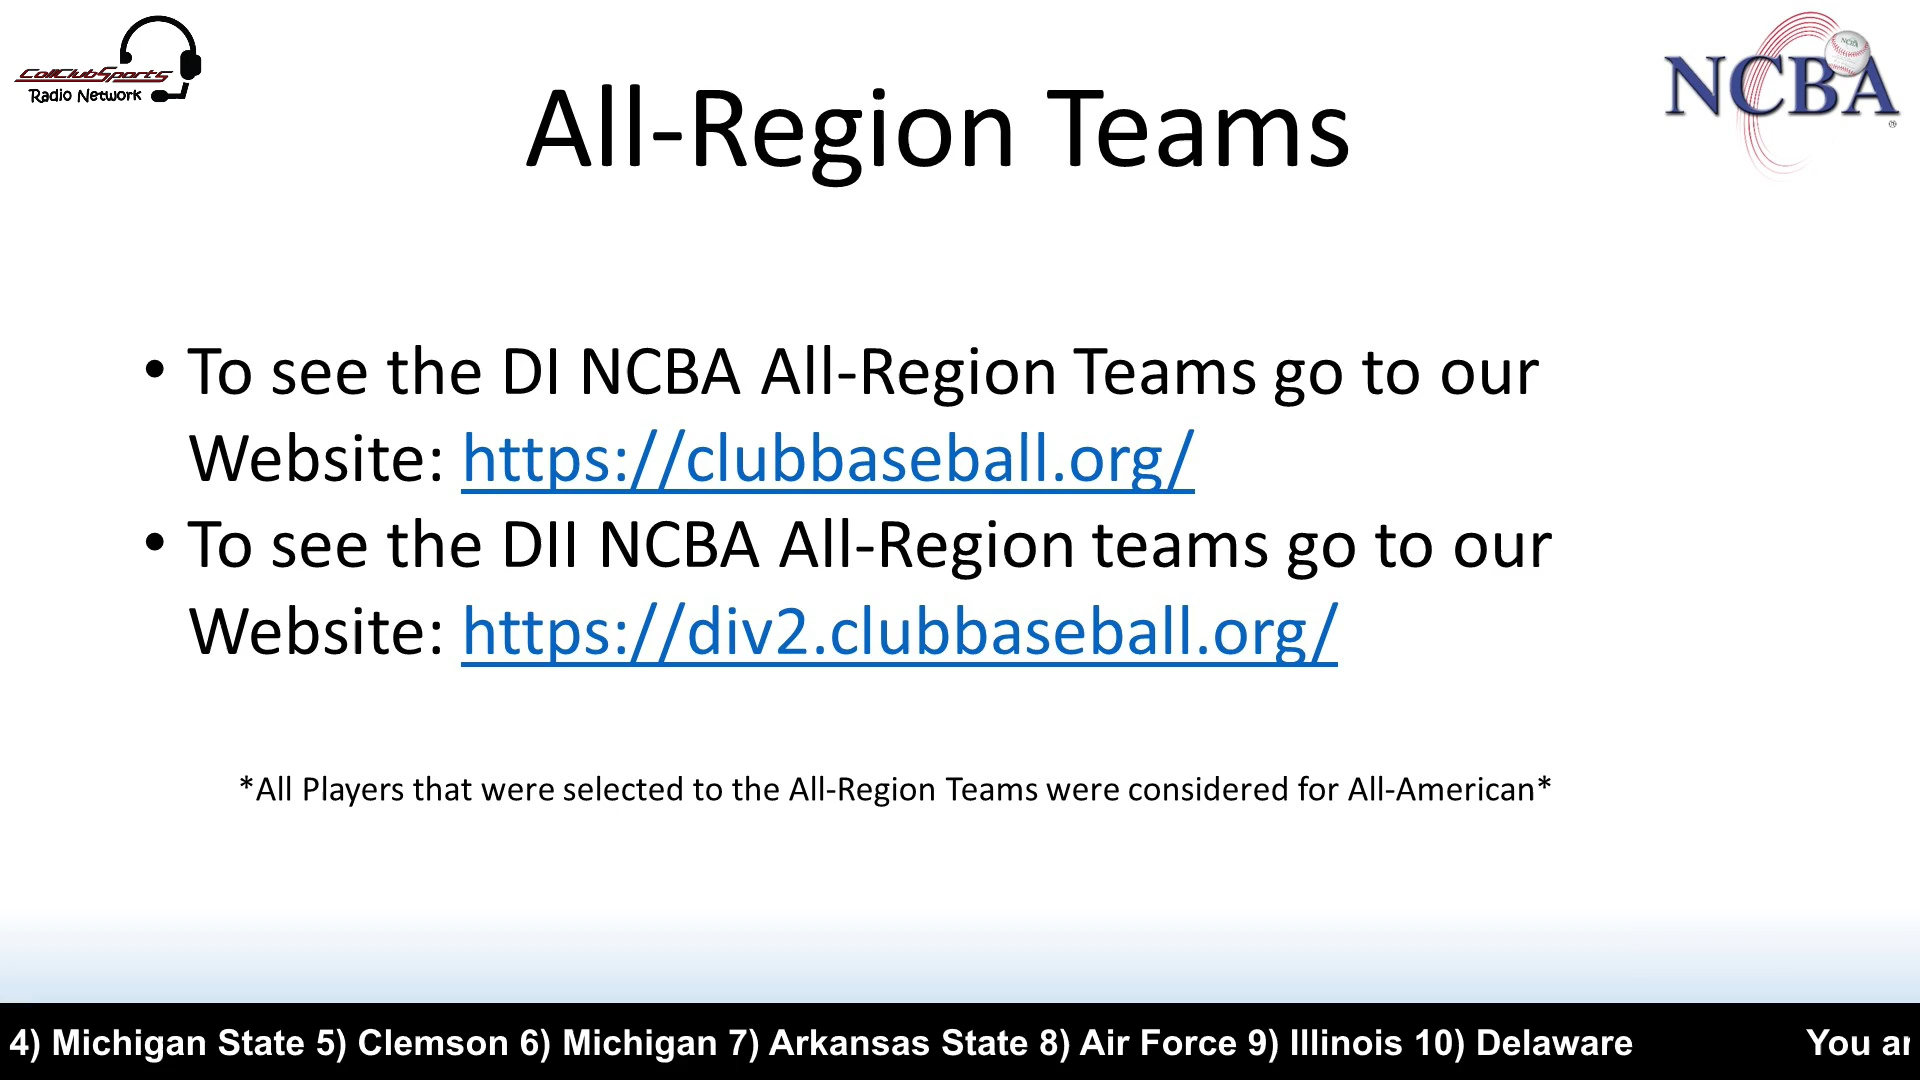 CollClubSports
Radio Network
NCBA
All-Region Teams
• To see the DI NCBA All-Region Teams go to our
Website: https://clubbaseball.org/
• To see the DII NCBA All-Region teams go to our
Website: https://div2.clubbaseball.org/
*All Players that were selected to the All-Region Teams were considered for All-American*
4) Michigan State 5) Clemson 6) Michigan 7) Arkansas State 8) Air Force 9) Illinois 10) Delaware You ar